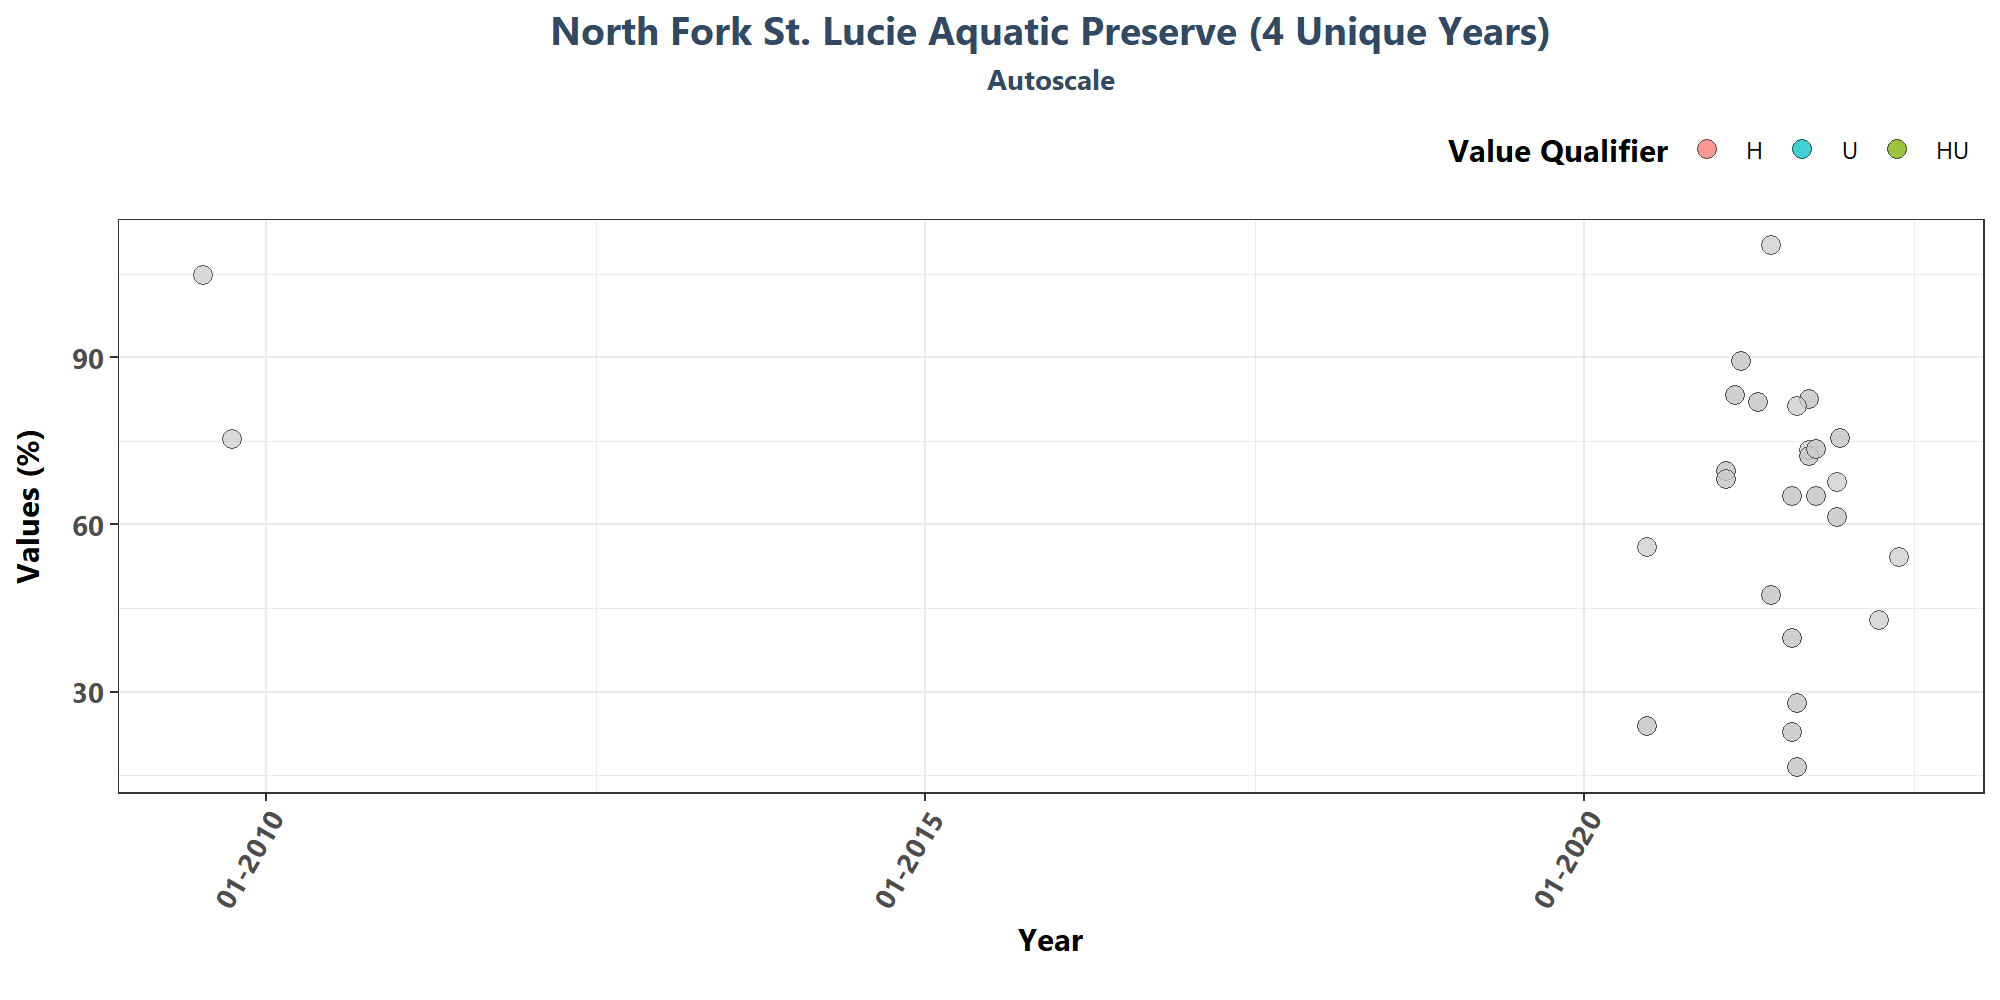 North Fork St. Lucie Aquatic Preserve (4 Unique Years)
Autoscale
Value Qualifier H U HU
Values (%)
90
60
30
01-2010
01-2015
01-2020
Year